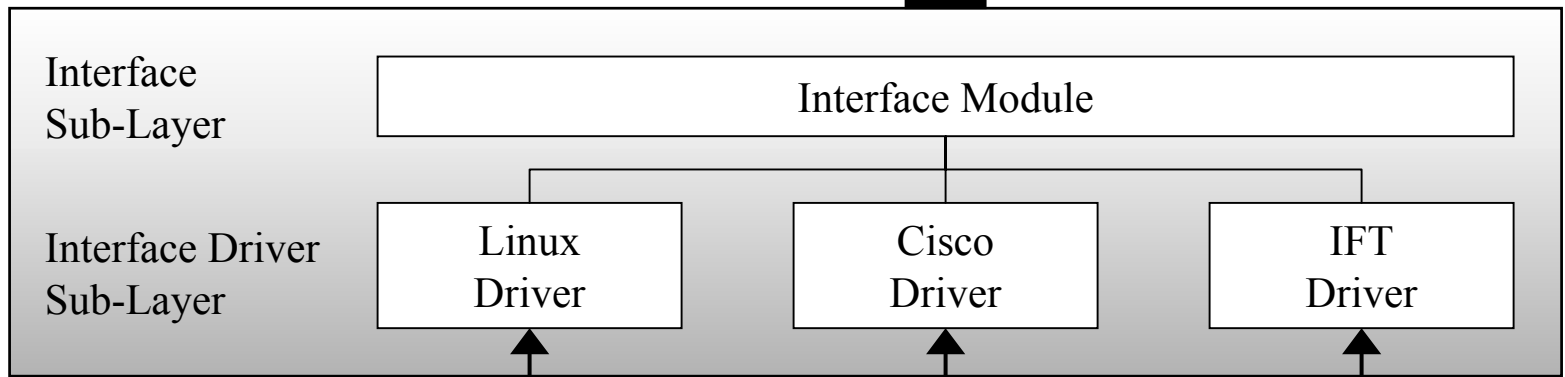 Interface
Sub-Layer
Interface Module
Interface Driver
Sub-Layer
Linux
Driver
Cisco
Driver
IFT
Driver